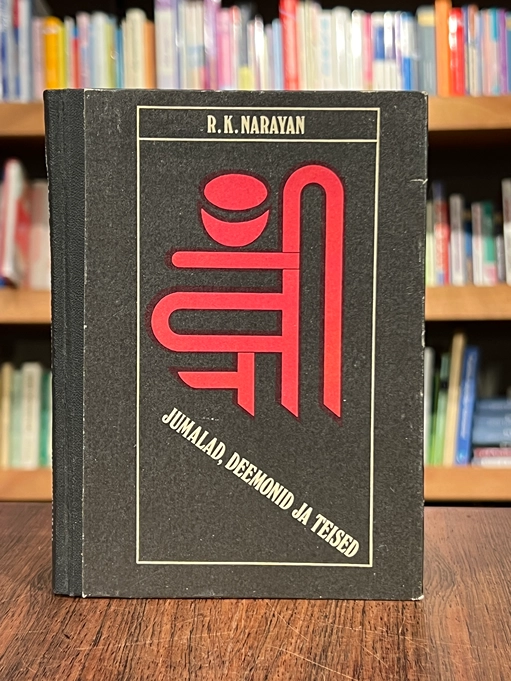 R. K. NARAYAN
JUMALAD, DEEMONID JA TEISED